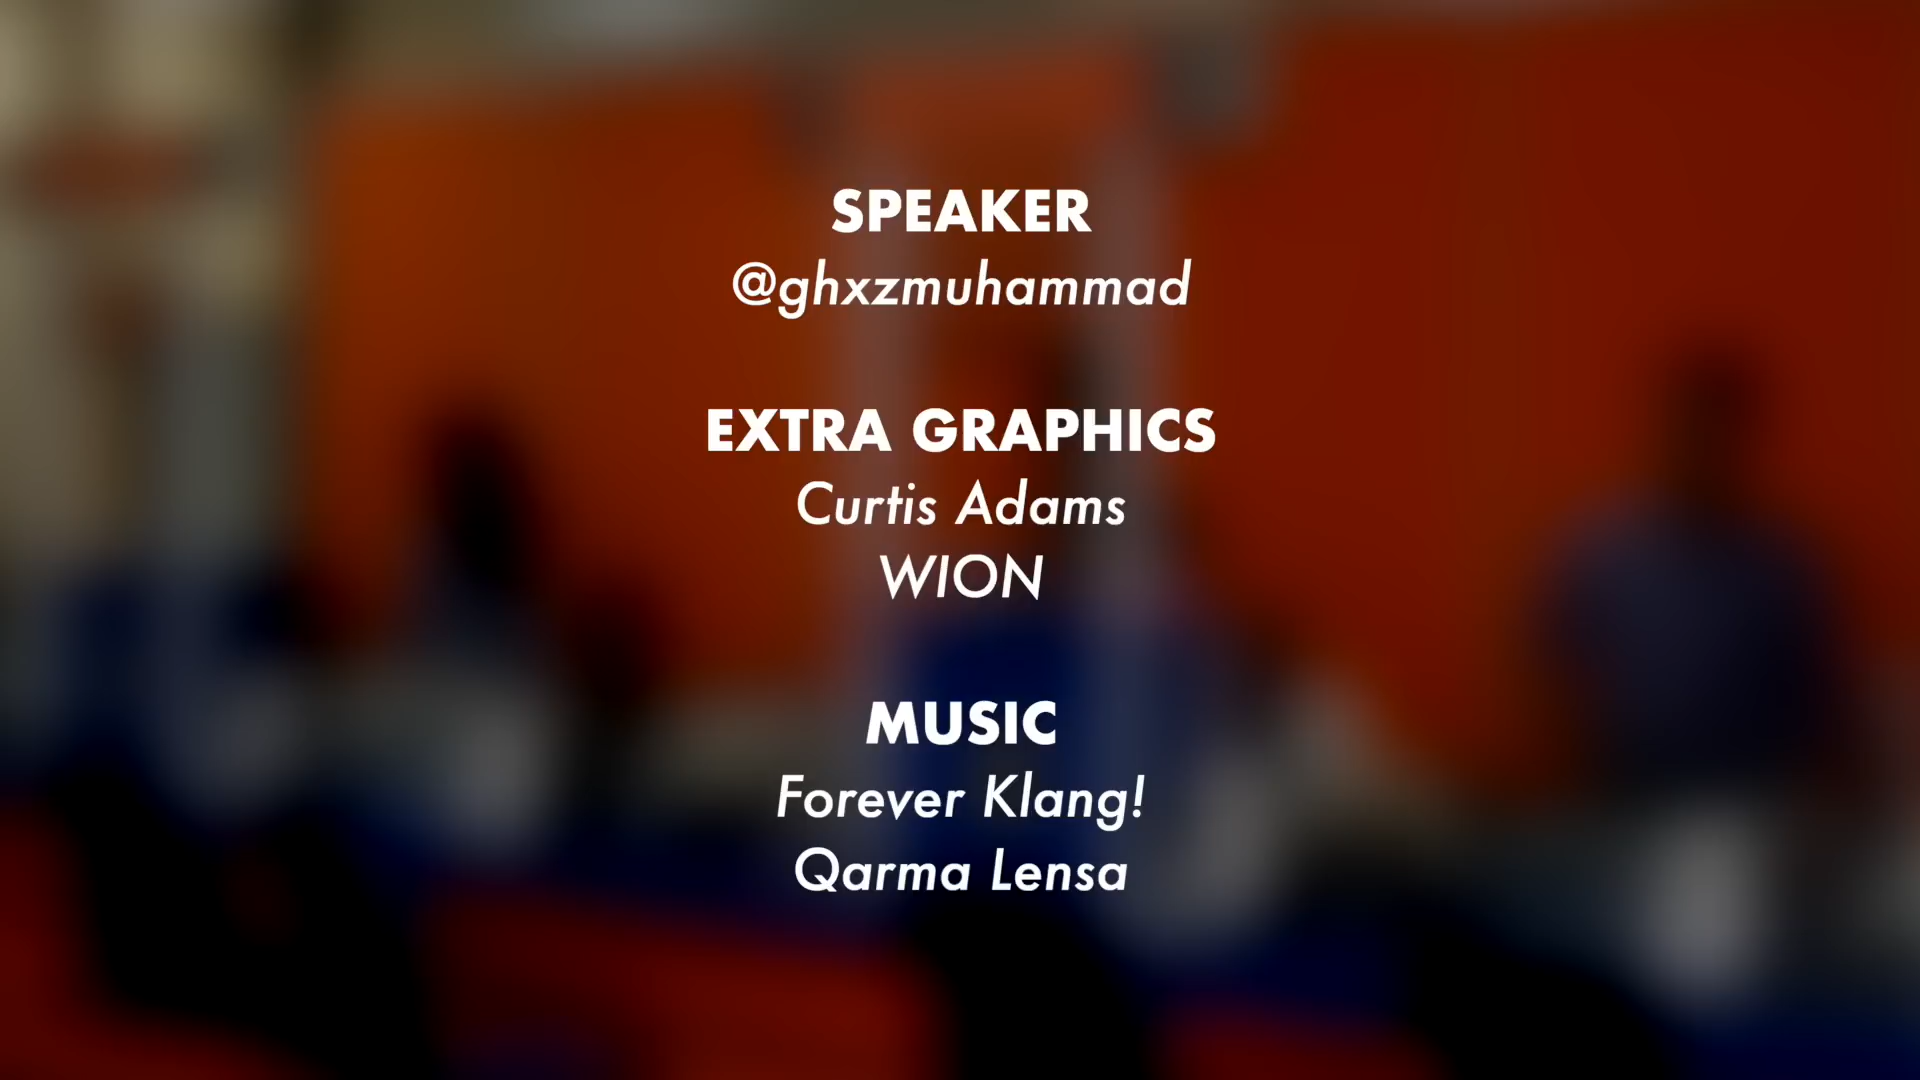 SPEAKER
@ghxzmuhammad
EXTRA GRAPHICS
Curtis Adams
WION
MUSIC
Forever Klang!
Qarma Lensa